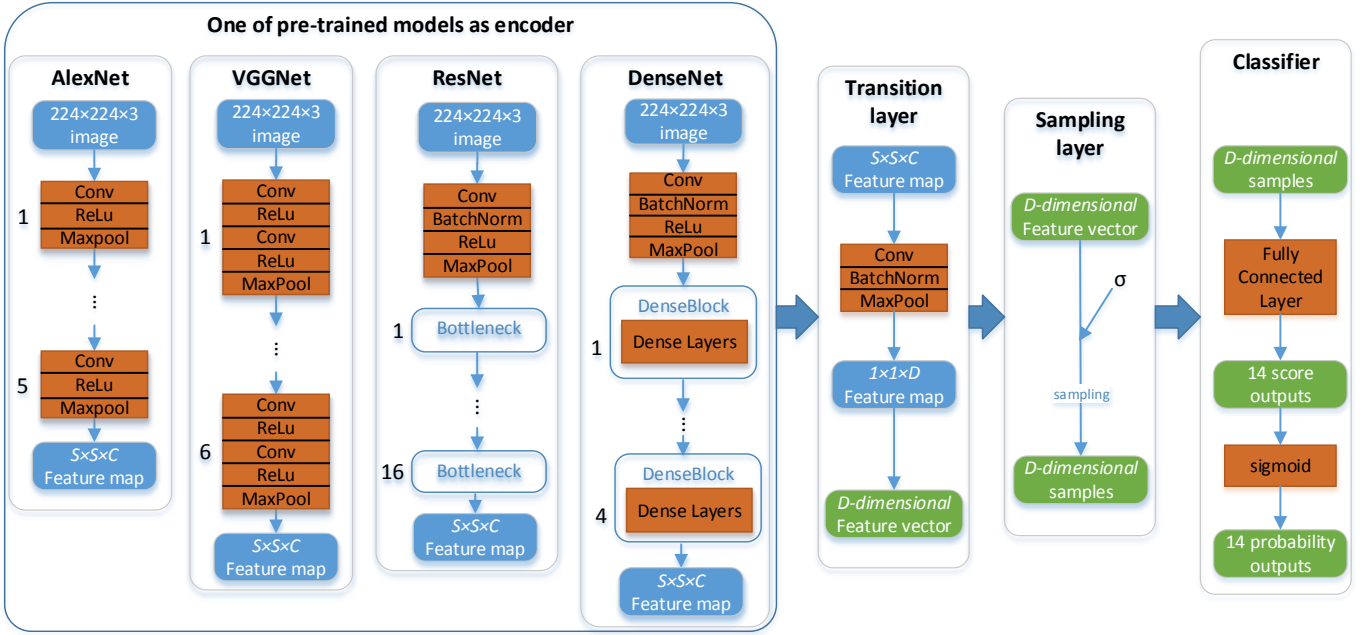 One of pre-trained models as encoder
AlexNet
224×224×3
image
1
Conv
ReLu
Maxpool
...
5
Conv
ReLu
Maxpool
S×S×C
Feature map
VGGNet
224×224×3
image
1
Conv
ReLu
Conv
ReLu
MaxPool
...
6
Conv
ReLu
Conv
ReLu
MaxPool
S×S×C
Feature map
ResNet
224×224×3
image
Conv
BatchNorm
ReLu
MaxPool
1
Bottleneck
...
16
Bottleneck
S×S×C
Feature map
DenseNet
224×224×3
image
Conv
BatchNorm
ReLu
MaxPool
DenseBlock
1
Dense Layers
...
DenseBlock
4
Dense Layers
S×S×C
Feature map
Transition
layer
S×S×C
Feature map
Conv
BatchNorm
MaxPool
1×1×D
Feature map
D-dimensional
Feature vector
Sampling
layer
D-dimensional
Feature vector
σ
sampling
D-dimensional
samples
Classifier
D-dimensional
samples
Fully
Connected
Layer
14 score
outputs
sigmoid
14 probability
outputs